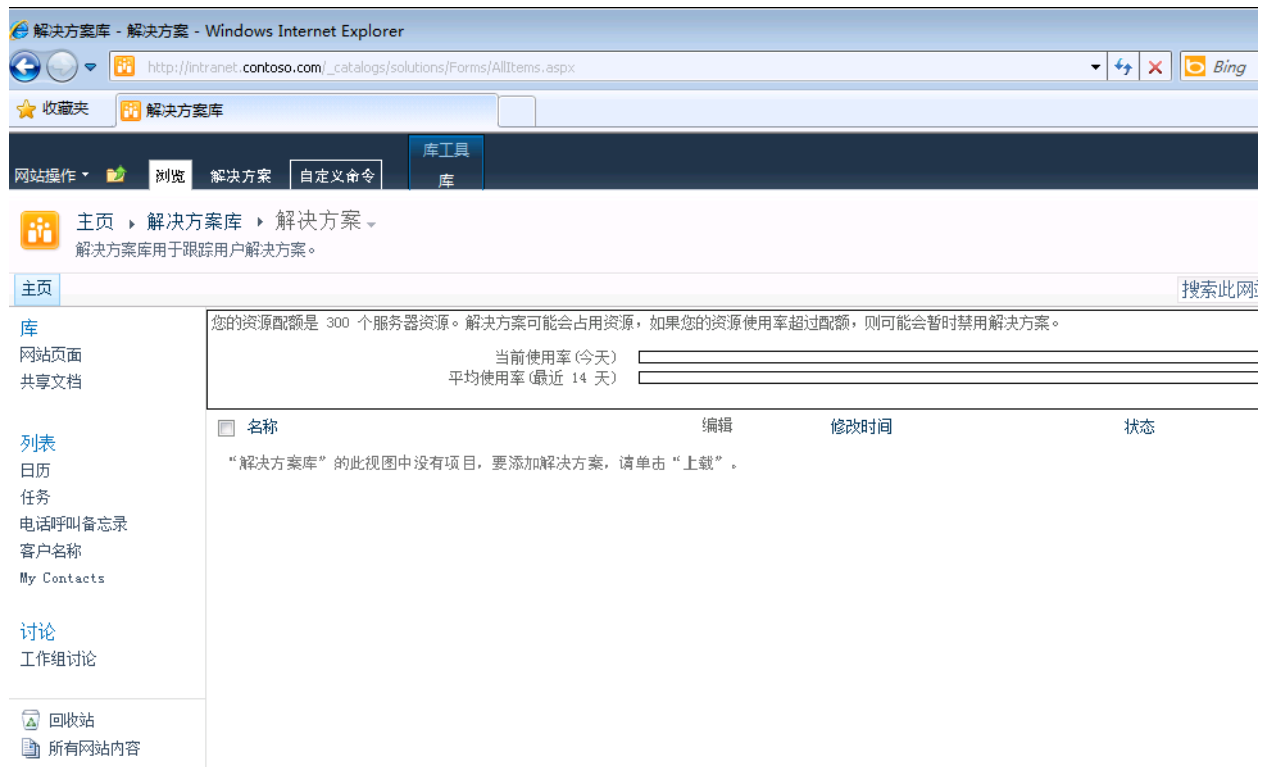 解决方案库 - 解决方案 - Windows Internet Explorer
http://intranet.contoso.com/_catalogs/solutions/Forms/AllItems.aspx
Bing
收藏夹
解决方案库
库工具
网站操作
浏览
解决方案
自定义命令
库
主页 解决方案库 解决方案
解决方案库用于跟踪用户解决方案。
主页
搜索此网
库
网站页面
共享文档
列表
日历
任务
电话呼叫备忘录
客户名称
My Contacts
讨论
工作组讨论
回收站
所有网站内容
您的资源配额是 300 个服务器资源。解决方案可能会占用资源，如果您的资源使用率超过配额，则可能会暂时禁用解决方案。
当前使用率(今天)
平均使用率(最近 14 天)
名称 编辑 修改时间 状态
“解决方案库”的此视图中没有项目，要添加解决方案，请单击“上载”。